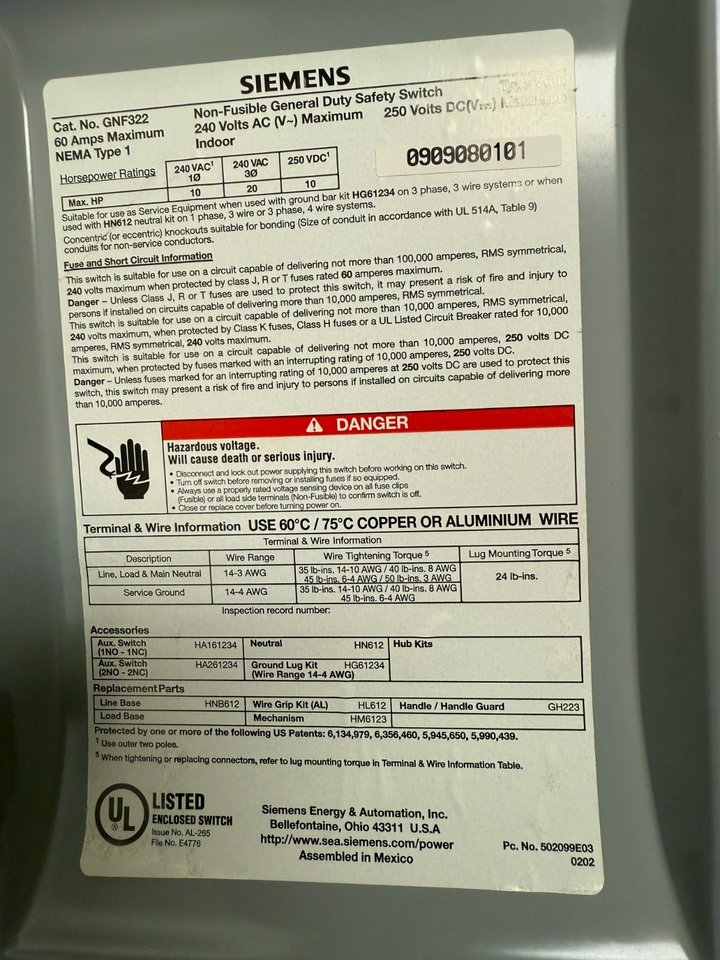 SIEMENS
Cat. No. GNF322
60 Amps Maximum
NEMA Type 1
Non-Fusible General Duty Safety Switch
240 Volts AC (V~) Maximum 250 Volts DC
Indoor
0909080101
Horsepower Ratings 240 VAC¹ 1Ø 240 VAC 3Ø 250 VDC¹
Max. HP 10 20 10
Suitable for use as Service Equipment when used with ground bar kit HG61234 on 3 phase, 3 wire systems or when
used with HN612 neutral kit on 1 phase, 3 wire or 3 phase, 4 wire systems.
Concentric (or eccentric) knockouts suitable for bonding (Size of conduit in accordance with UL 514A, Table 9)
conduits for non-service conductors.
Fuse and Short Circuit Information
This switch is suitable for use on a circuit capable of delivering not more than 100,000 amperes, RMS symmetrical,
240 volts maximum when protected by class J, R or T fuses rated 60 amperes maximum.
Danger – Unless Class J, R or T fuses are used to protect this switch, it may present a risk of fire and injury to
persons if installed on circuits capable of delivering more than 10,000 amperes, RMS symmetrical.
This switch is suitable for use on a circuit capable of delivering not more than 10,000 amperes, RMS symmetrical,
240 volts maximum, when protected by Class K fuses, Class H fuses or a UL Listed Circuit Breaker rated for 10,000
amperes, RMS symmetrical, 240 volts maximum.
This switch is suitable for use on a circuit capable of delivering not more than 10,000 amperes, 250 volts DC
maximum, when protected by fuses marked with an interrupting rating of 10,000 amperes, 250 volts DC.
Danger – Unless fuses marked for an interrupting rating of 10,000 amperes at 250 volts DC are used to protect this
switch, this switch may present a risk of fire and injury to persons if installed on circuits capable of delivering more
than 10,000 amperes.
DANGER
Hazardous voltage.
Will cause death or serious injury.
• Disconnect and lock out power supplying this switch before working on this switch.
• Turn off switch before removing or installing fuses if so equipped.
• Always use a properly rated voltage sensing device on all fuse clips
(Fusible) or all load side terminals (Non-Fusible) to confirm switch is off.
• Close or replace cover before turning power on.
Terminal & Wire Information USE 60°C / 75°C COPPER OR ALUMINIUM WIRE
Terminal & Wire Information
Description Wire Range Wire Tightening Torque ⁵ Lug Mounting Torque ⁵
Line, Load & Main Neutral 14-3 AWG 35 lb-ins. 14-10 AWG / 40 lb-ins. 8 AWG
45 lb-ins. 6-4 AWG / 50 lb-ins. 3 AWG 24 lb-ins.
Service Ground 14-4 AWG 35 lb-ins. 14-10 AWG / 40 lb-ins. 8 AWG
45 lb-ins. 6-4 AWG
Inspection record number:
Accessories
Aux. Switch (1NO - 1NC) HA161234 Neutral HN612 Hub Kits
Aux. Switch (2NO - 2NC) HA261234 Ground Lug Kit (Wire Range 14-4 AWG) HG61234
Replacement Parts
Line Base HNB612 Wire Grip Kit (AL) HL612 Handle / Handle Guard GH223
Load Base Mechanism HM6123
Protected by one or more of the following US Patents: 6,134,979, 6,356,460, 5,945,650, 5,990,439.
¹ Use outer two poles.
⁵ When tightening or replacing connectors, refer to lug mounting torque in Terminal & Wire Information Table.
UL ®
LISTED
ENCLOSED SWITCH
Issue No. AL-265
File No. E4776
Siemens Energy & Automation, Inc.
Bellefontaine, Ohio 43311 U.S.A
http://www.sea.siemens.com/power
Assembled in Mexico
Pc. No. 502099E03
0202